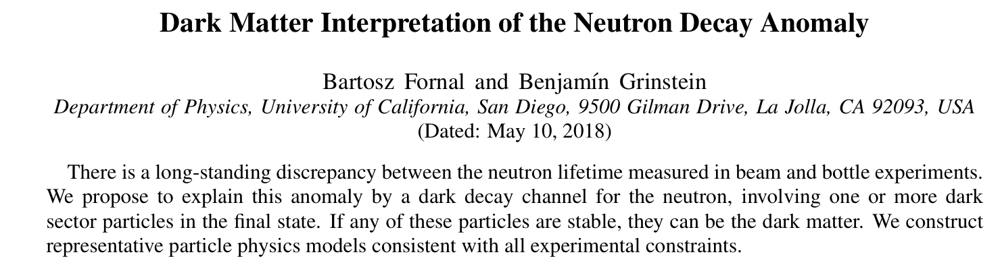 Dark Matter Interpretation of the Neutron Decay Anomaly
Bartosz Fornal and Benjamín Grinstein
Department of Physics, University of California, San Diego, 9500 Gilman Drive, La Jolla, CA 92093, USA
(Dated: May 10, 2018)
There is a long-standing discrepancy between the neutron lifetime measured in beam and bottle experiments.
We propose to explain this anomaly by a dark decay channel for the neutron, involving one or more dark
sector particles in the final state. If any of these particles are stable, they can be the dark matter. We construct
representative particle physics models consistent with all experimental constraints.